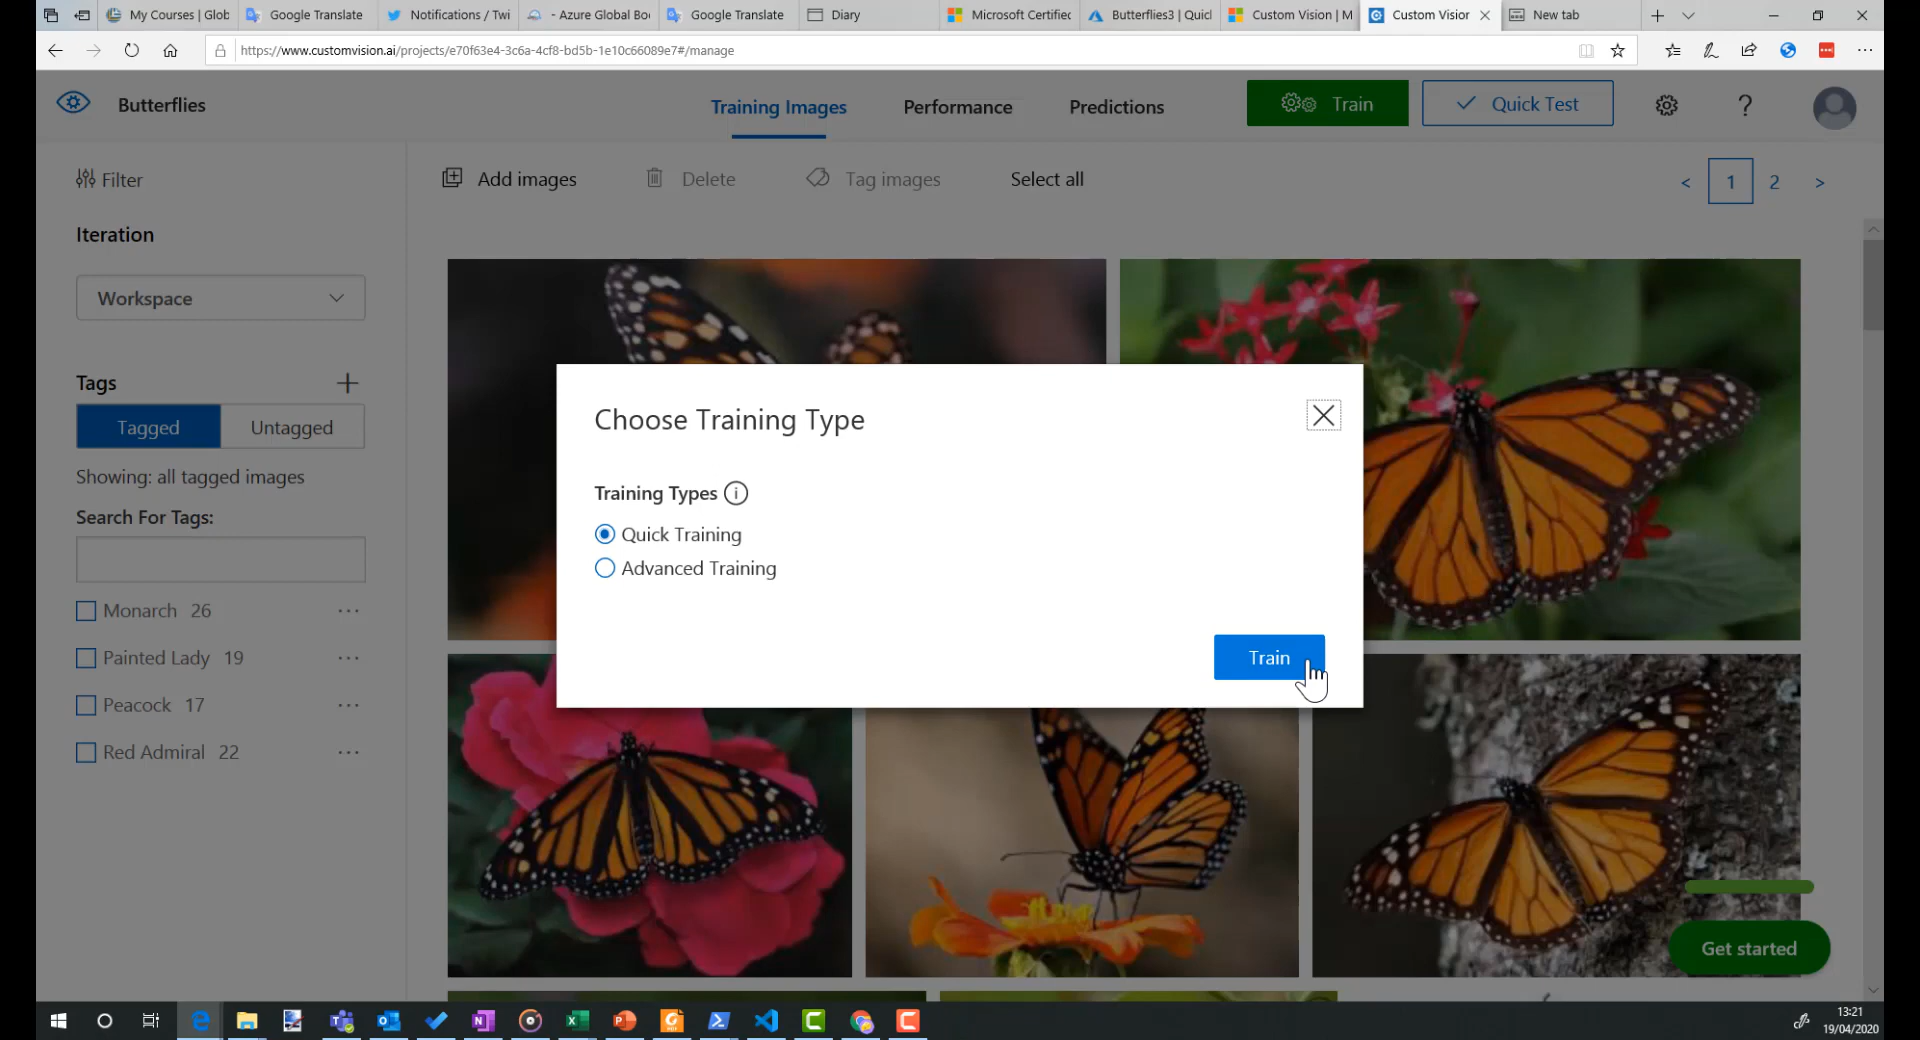 My Courses | Glob
Google Translate
Notifications / Twi
- Azure Global Bo
Google Translate
Diary
Microsoft Certified
Butterflies3 | Quicl
Custom Vision | M
Custom Vision
New tab
https://www.customvision.ai/projects/e70f63e4-3c6a-4cf8-bd5b-1e10c66089e7#/manage
Butterflies
Training Images
Performance
Predictions
Train
Quick Test
Filter
Add images
Delete
Tag images
Select all
< 1 2 >
Iteration
Workspace
Tags
Tagged
Untagged
Showing: all tagged images
Search For Tags:
Monarch 26
Painted Lady 19
Peacock 17
Red Admiral 22
Choose Training Type
Training Types
Quick Training
Advanced Training
Train
Get started
13:21
19/04/2020